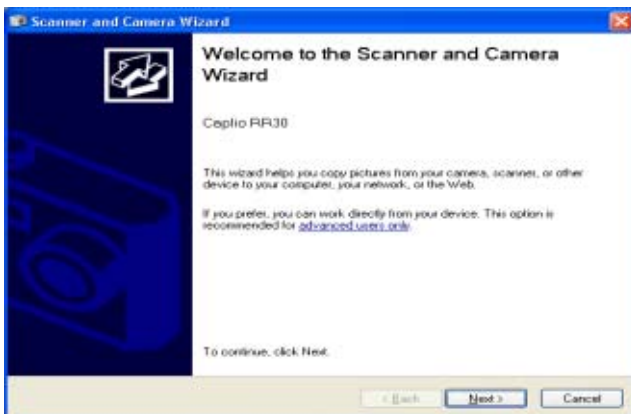 Scanner and Camera Wizard
Welcome to the Scanner and Camera
Wizard
Caplio RR30
This wizard helps you copy pictures from your camera, scanner, or other
device to your computer, your network, or the Web.
If you prefer, you can work directly from your device. This option is
recommended for advanced users only.
To continue, click Next.
< Back Next > Cancel